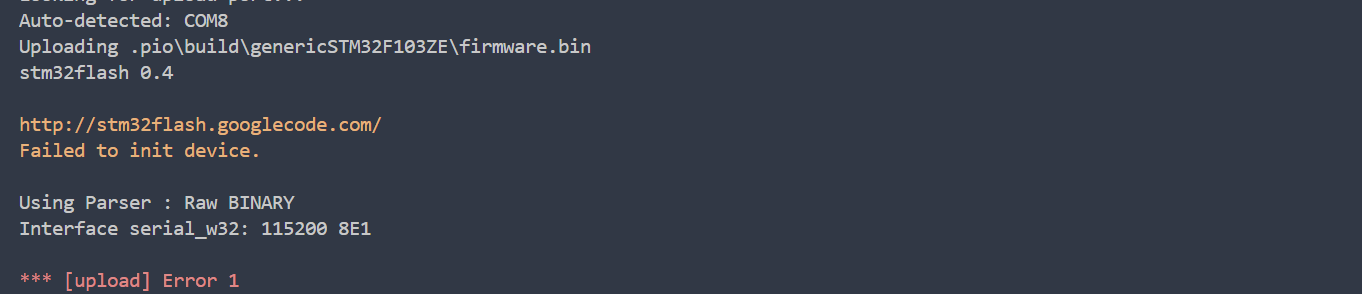 Auto-detected: COM8
Uploading .pio\build\genericSTM32F103ZE\firmware.bin
stm32flash 0.4
http://stm32flash.googlecode.com/
Failed to init device.
Using Parser : Raw BINARY
Interface serial_w32: 115200 8E1
*** [upload] Error 1